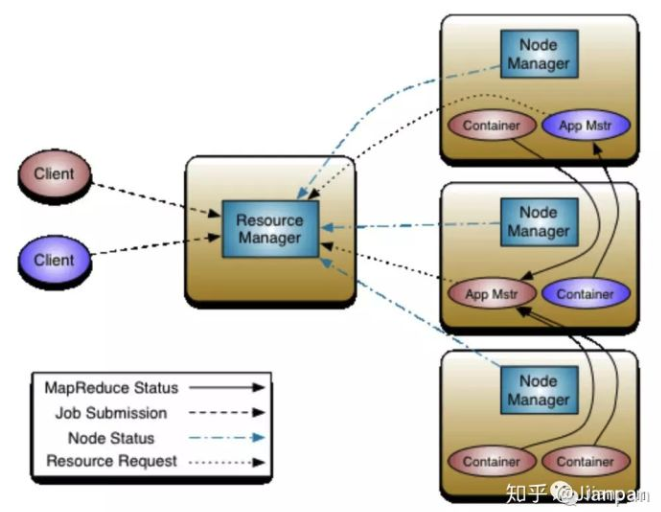 Node
Manager
Container
App Mstr
Client
Resource
Manager
Client
Node
Manager
App Mstr
Container
MapReduce Status
Job Submission
Node Status
Resource Request
Node
Manager
Container
Container
知乎 @Jianpan